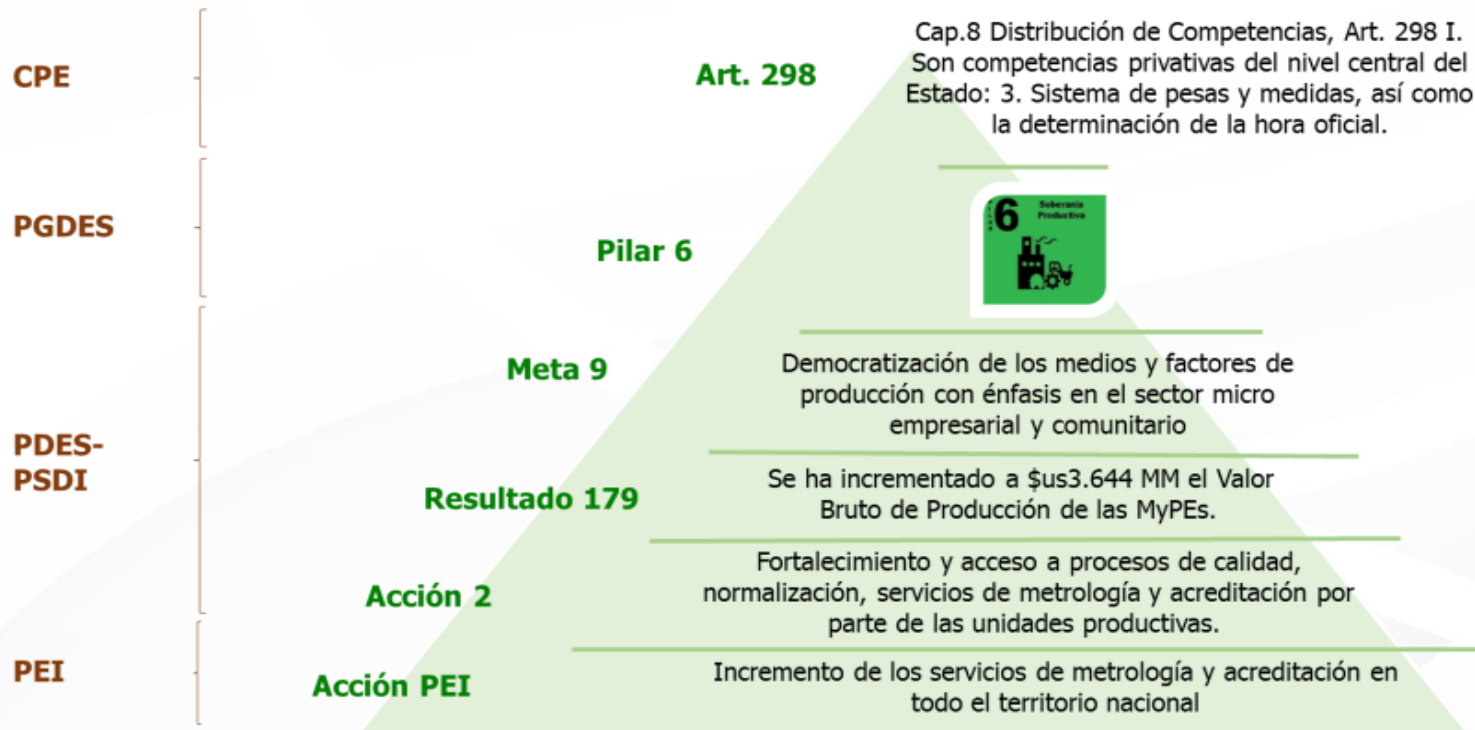 CPE
Art. 298
Cap.8 Distribución de Competencias, Art. 298 I.
Son competencias privativas del nivel central del
Estado: 3. Sistema de pesas y medidas, así como
la determinación de la hora oficial.
PGDES
Pilar 6
PILAR
6
Soberanía
Productiva
PDES-
PSDI
Meta 9
Democratización de los medios y factores de
producción con énfasis en el sector micro
empresarial y comunitario
Resultado 179
Se ha incrementado a $us3.644 MM el Valor
Bruto de Producción de las MyPEs.
Acción 2
Fortalecimiento y acceso a procesos de calidad,
normalización, servicios de metrología y acreditación por
parte de las unidades productivas.
PEI
Acción PEI
Incremento de los servicios de metrología y acreditación en
todo el territorio nacional